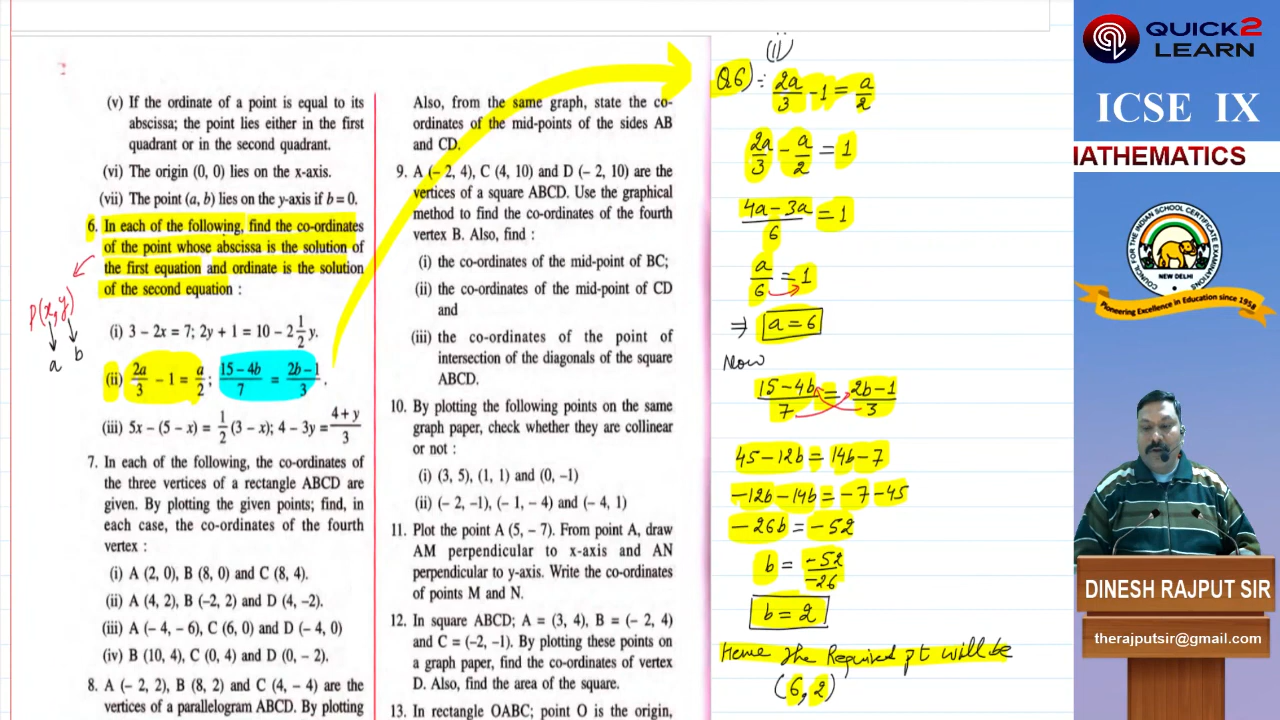 (v) If the ordinate of a point is equal to its
abscissa; the point lies either in the first
quadrant or in the second quadrant.
(vi) The origin (0, 0) lies on the x-axis.
(vii) The point (a, b) lies on the y-axis if b = 0.
6. In each of the following, find the co-ordinates
of the point whose abscissa is the solution of
the first equation and ordinate is the solution
of the second equation :
P(x, y)
a b
(i) 3 – 2x = 7; 2y + 1 = 10 – 2 1/2 y.
(ii) 2a/3 – 1 = a/2; (15 – 4b)/7 = (2b – 1)/3.
(iii) 5x – (5 – x) = 1/2 (3 – x); 4 – 3y = (4 + y)/3
7. In each of the following, the co-ordinates of
the three vertices of a rectangle ABCD are
given. By plotting the given points; find, in
each case, the co-ordinates of the fourth
vertex :
(i) A (2, 0), B (8, 0) and C (8, 4).
(ii) A (4, 2), B (–2, 2) and D (4, –2).
(iii) A (– 4, – 6), C (6, 0) and D (– 4, 0)
(iv) B (10, 4), C (0, 4) and D (0, – 2).
8. A (– 2, 2), B (8, 2) and C (4, – 4) are the
vertices of a parallelogram ABCD. By plotting
Also, from the same graph, state the co-
ordinates of the mid-points of the sides AB
and CD.
9. A (– 2, 4), C (4, 10) and D (– 2, 10) are the
vertices of a square ABCD. Use the graphical
method to find the co-ordinates of the fourth
vertex B. Also, find :
(i) the co-ordinates of the mid-point of BC;
(ii) the co-ordinates of the mid-point of CD
and
(iii) the co-ordinates of the point of
intersection of the diagonals of the square
ABCD.
10. By plotting the following points on the same
graph paper, check whether they are collinear
or not :
(i) (3, 5), (1, 1) and (0, –1)
(ii) (– 2, –1), (– 1, – 4) and (– 4, 1)
11. Plot the point A (5, – 7). From point A, draw
AM perpendicular to x-axis and AN
perpendicular to y-axis. Write the co-ordinates
of points M and N.
12. In square ABCD; A = (3, 4), B = (– 2, 4)
and C = (–2, –1). By plotting these points on
a graph paper, find the co-ordinates of vertex
D. Also, find the area of the square.
13. In rectangle OABC; point O is the origin,
(ii)
Q6) :- 2a/3 - 1 = a/2
2a/3 - a/2 = 1
(4a-3a)/6 = 1
a/6 = 1
⇒ a = 6
Now
(15-4b)/7 = (2b-1)/3
45-12b = 14b-7
-12b-14b = -7-45
-26b = -52
b = -52/-26
b = 2
Hence the Required pt will be
(6, 2)
QUICK2
LEARN
ICSE IX
MATHEMATICS
COUNCIL FOR THE INDIAN SCHOOL CERTIFICATE EXAMINATIONS
NEW DELHI
Pioneering Excellence in Education since 1958
DINESH RAJPUT SIR
therajputsir@gmail.com